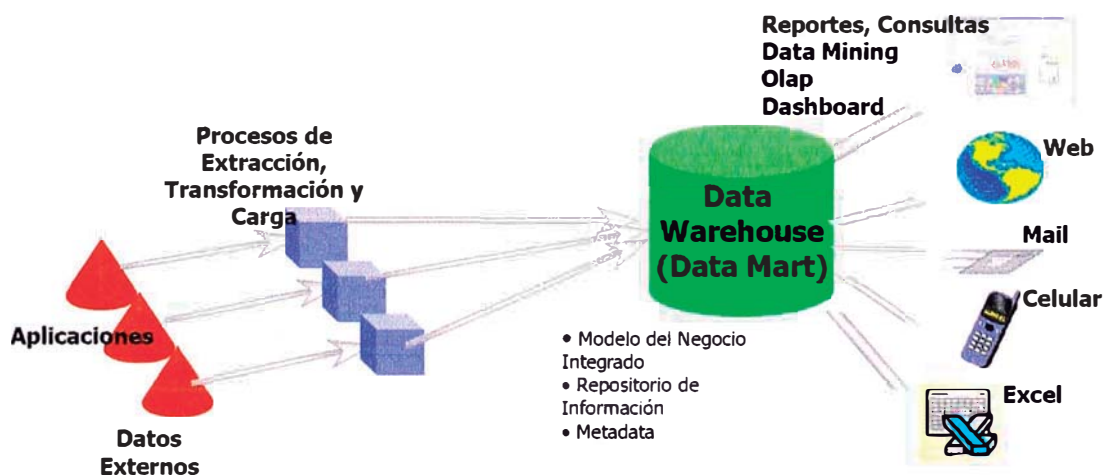 Reportes, Consultas
Data Mining
Olap
Dashboard
Procesos de
Extracción,
Transformación y
Carga
Web
Data
Warehouse
(Data Mart)
Mail
Celular
Aplicaciones
• Modelo del Negocio
Integrado
• Repositorio de
Información
• Metadata
Excel
Datos
Externos